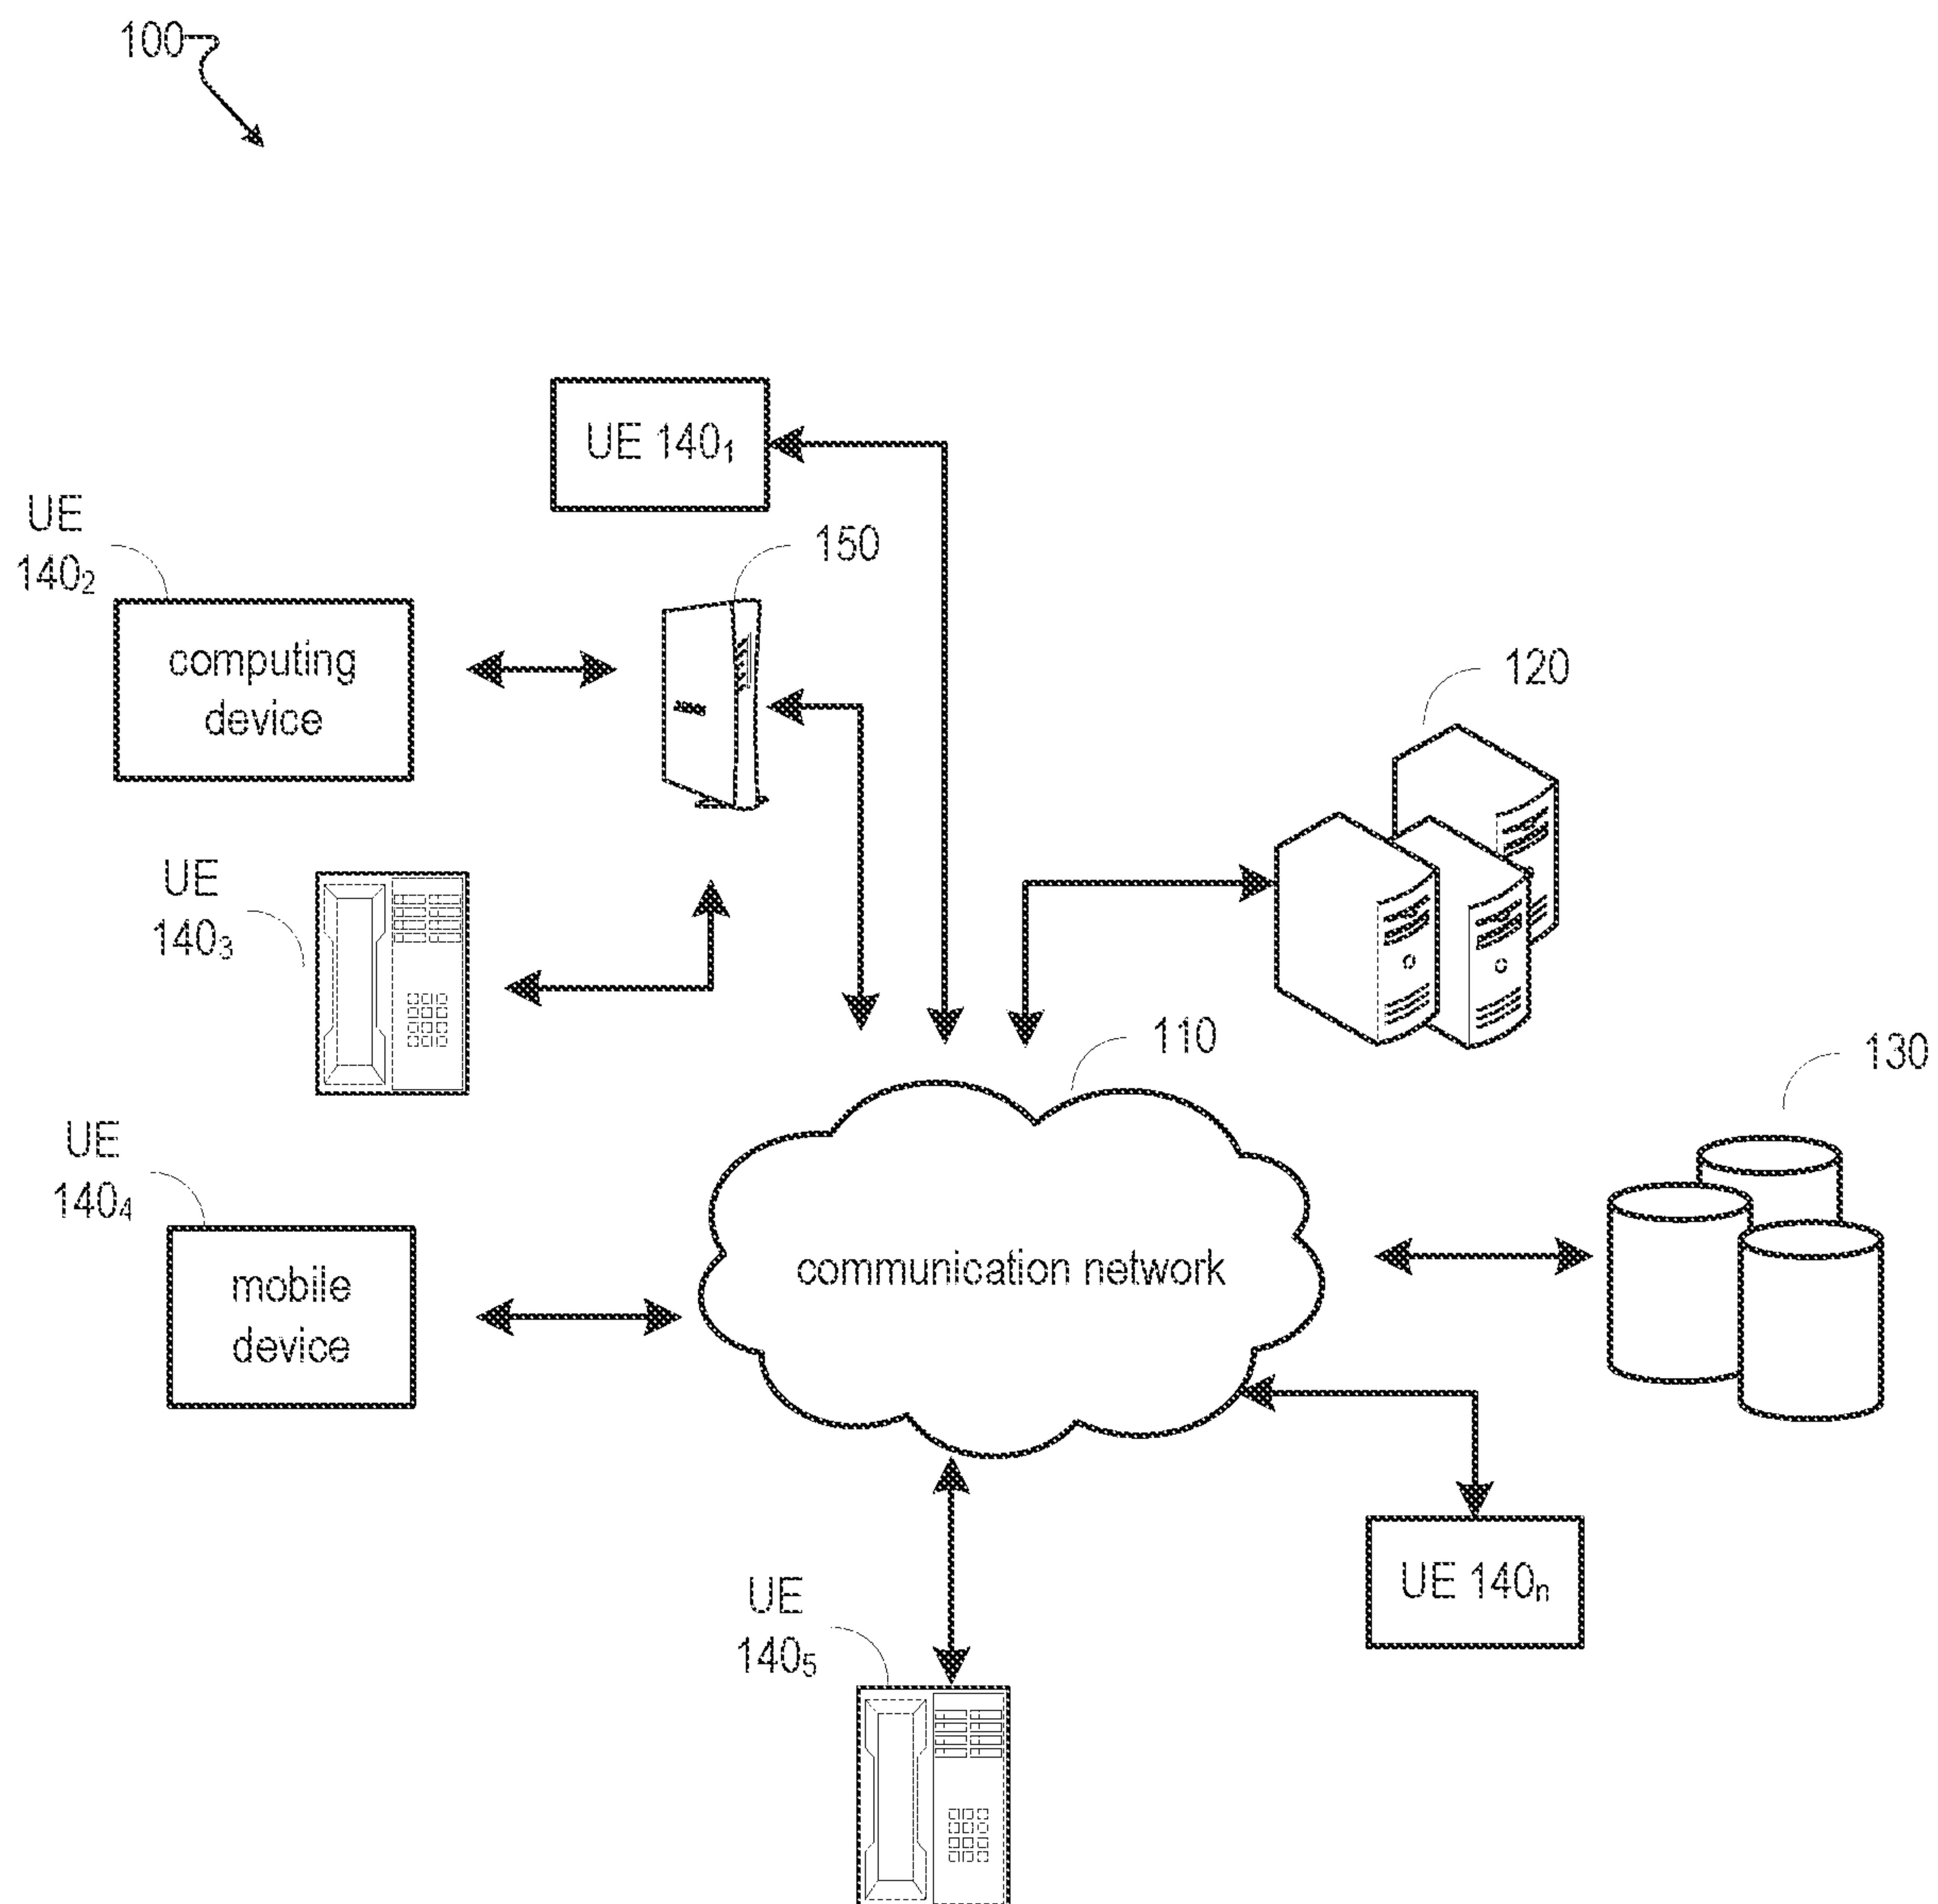 100
UE 140₁
UE
140₂
150
computing
device
120
UE
140₃
110
130
UE
140₄
communication network
mobile
device
UE 140ₙ
UE
140₅